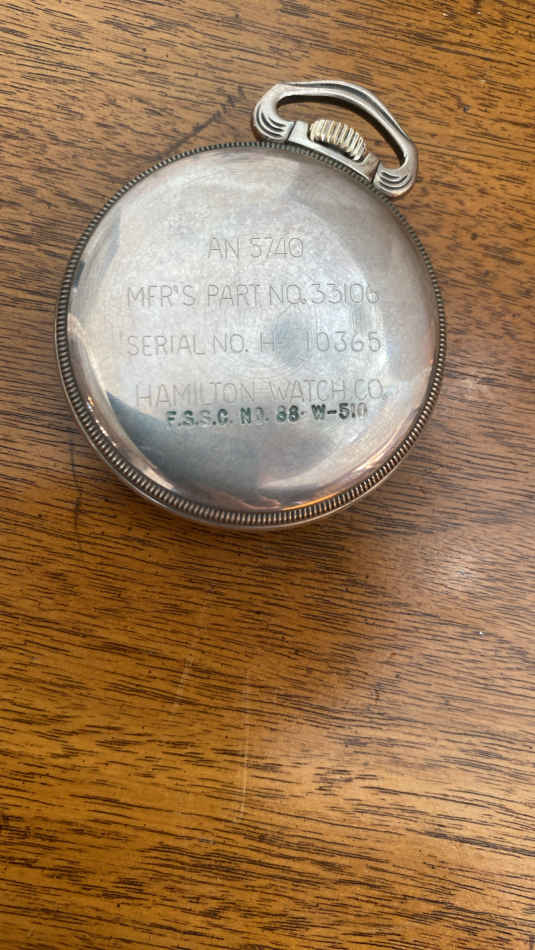 AN 5740
MFR'S PART NO. 33106
SERIAL NO. H- 10365
HAMILTON WATCH CO.
F.S.S.C. NO. 88-W-510